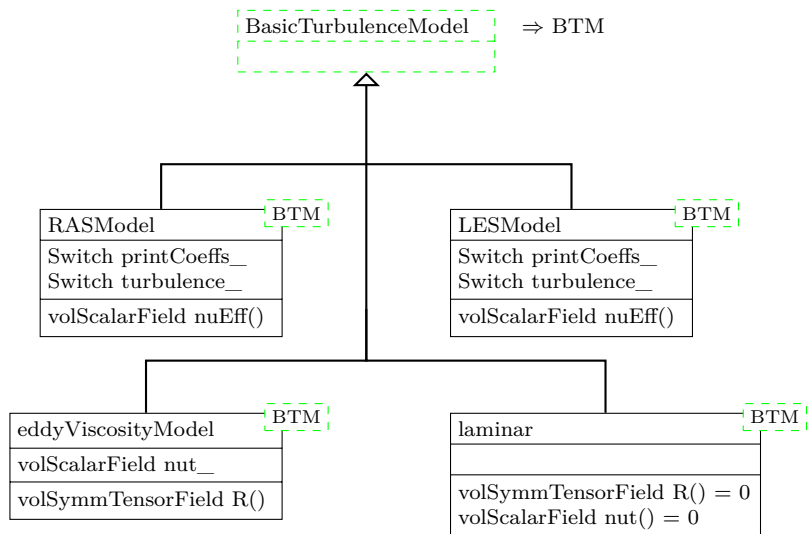 BasicTurbulenceModel ⇒ BTM
RASModel BTM
Switch printCoeffs_
Switch turbulence_
volScalarField nuEff()
LESModel BTM
Switch printCoeffs_
Switch turbulence_
volScalarField nuEff()
eddyViscosityModel BTM
volScalarField nut_
volSymmTensorField R()
laminar BTM
volSymmTensorField R() = 0
volScalarField nut() = 0